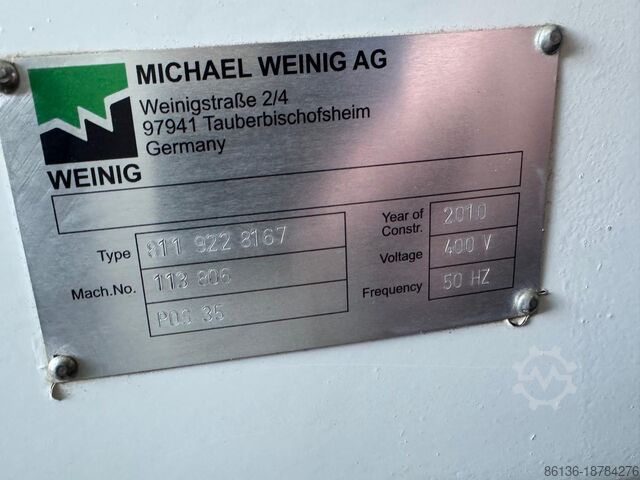 MICHAEL WEINIG AG
Weinigstraße 2/4
97941 Tauberbischofsheim
Germany
WEINIG
Type 811 922 8167
Mach.No. 113 806
POS 35
Year of Constr. 2010
Voltage 400 V
Frequency 50 HZ
86136-18784276